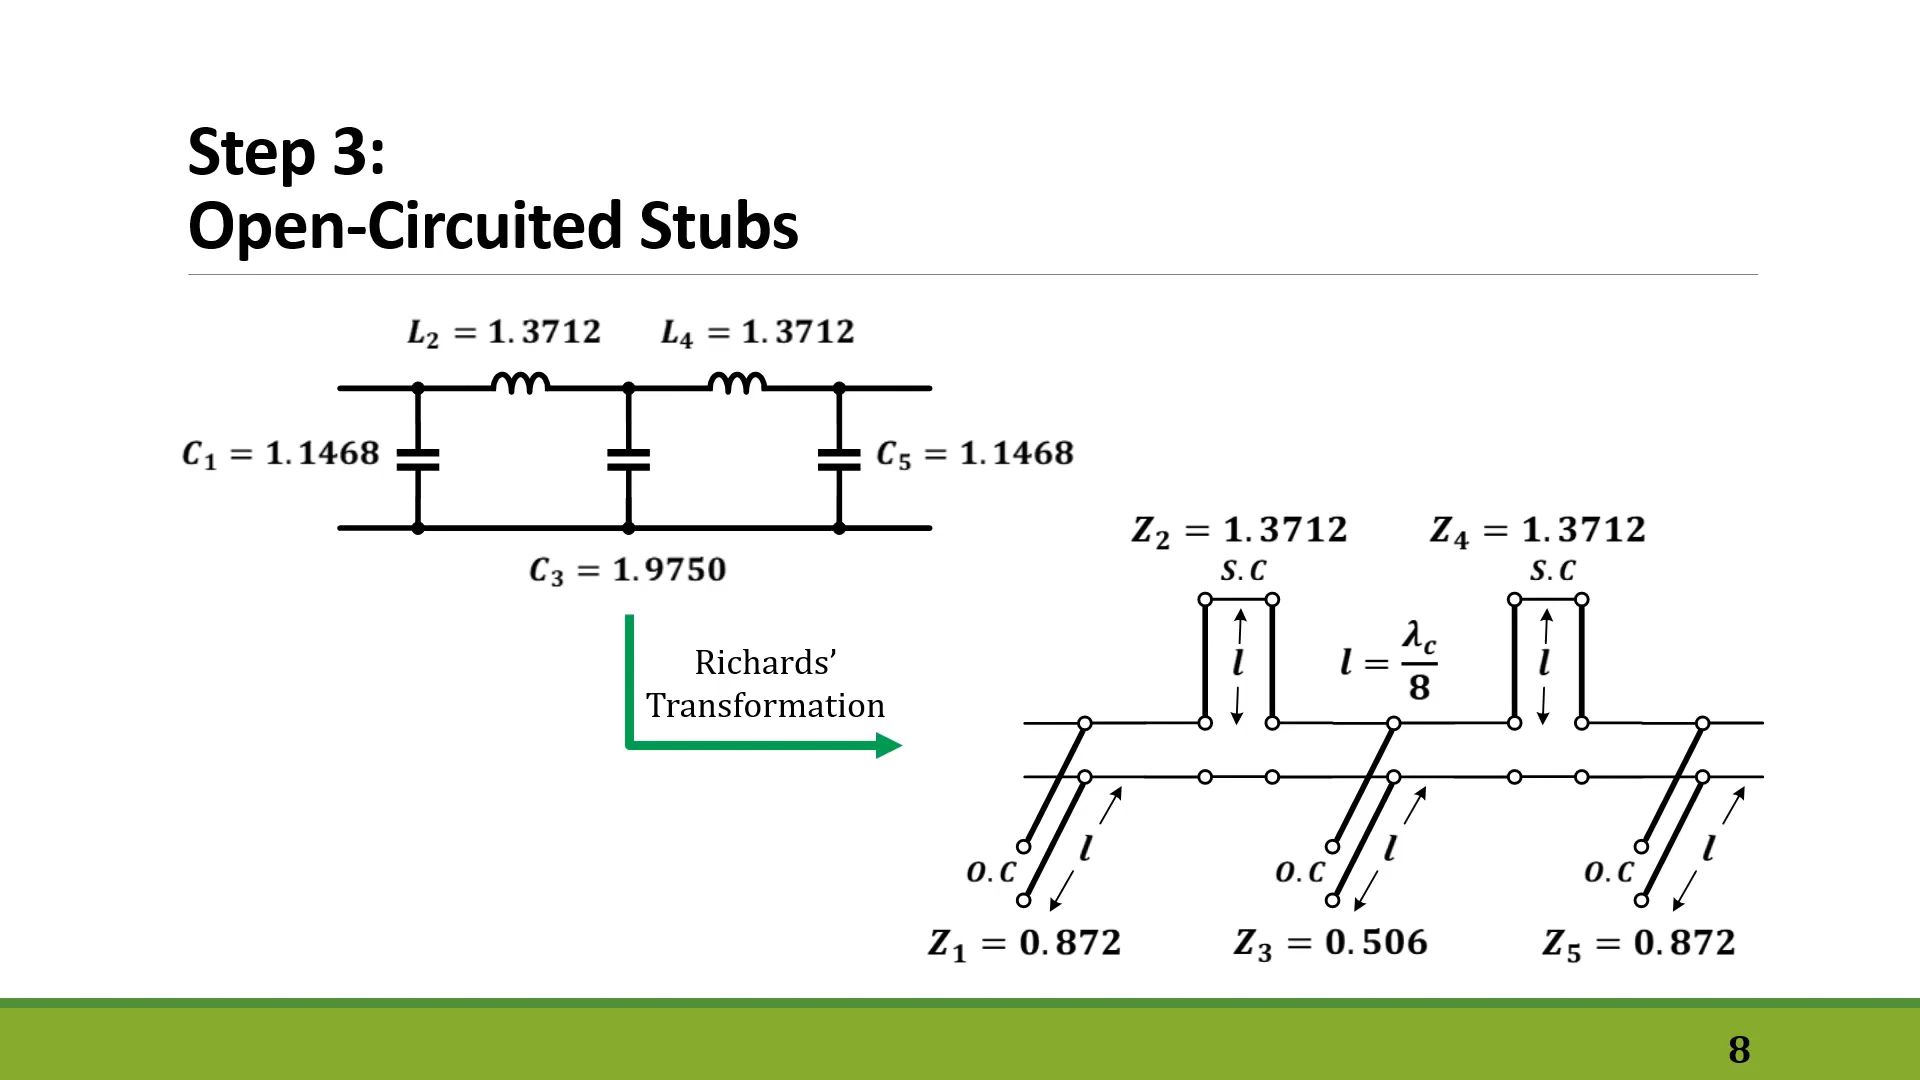 Step 3:
Open-Circuited Stubs
L₂ = 1.3712
L₄ = 1.3712
C₁ = 1.1468
C₅ = 1.1468
C₃ = 1.9750
Richards’
Transformation
Z₂ = 1.3712
Z₄ = 1.3712
S.C
S.C
l
l = λc/8
l
O.C
l
O.C
l
O.C
l
Z₁ = 0.872
Z₃ = 0.506
Z₅ = 0.872
8